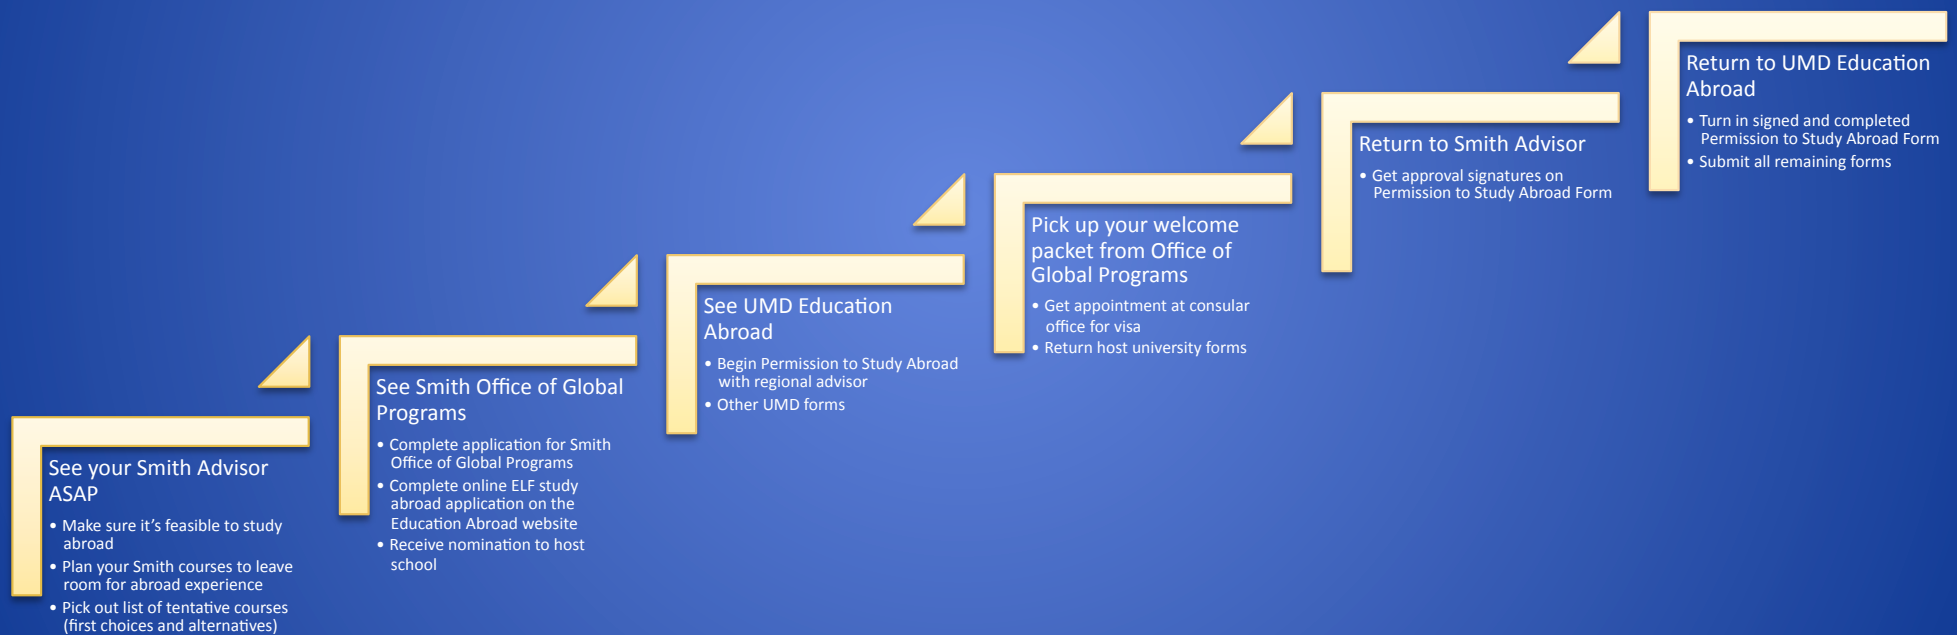 See your Smith Advisor
ASAP
• Make sure it’s feasible to study
abroad
• Plan your Smith courses to leave
room for abroad experience
• Pick out list of tentative courses
(first choices and alternatives)
See Smith Office of Global
Programs
• Complete application for Smith
Office of Global Programs
• Complete online ELF study
abroad application on the
Education Abroad website
• Receive nomination to host
school
See UMD Education
Abroad
• Begin Permission to Study Abroad
with regional advisor
• Other UMD forms
Pick up your welcome
packet from Office of
Global Programs
• Get appointment at consular
office for visa
• Return host university forms
Return to Smith Advisor
• Get approval signatures on
Permission to Study Abroad Form
Return to UMD Education
Abroad
• Turn in signed and completed
Permission to Study Abroad Form
• Submit all remaining forms